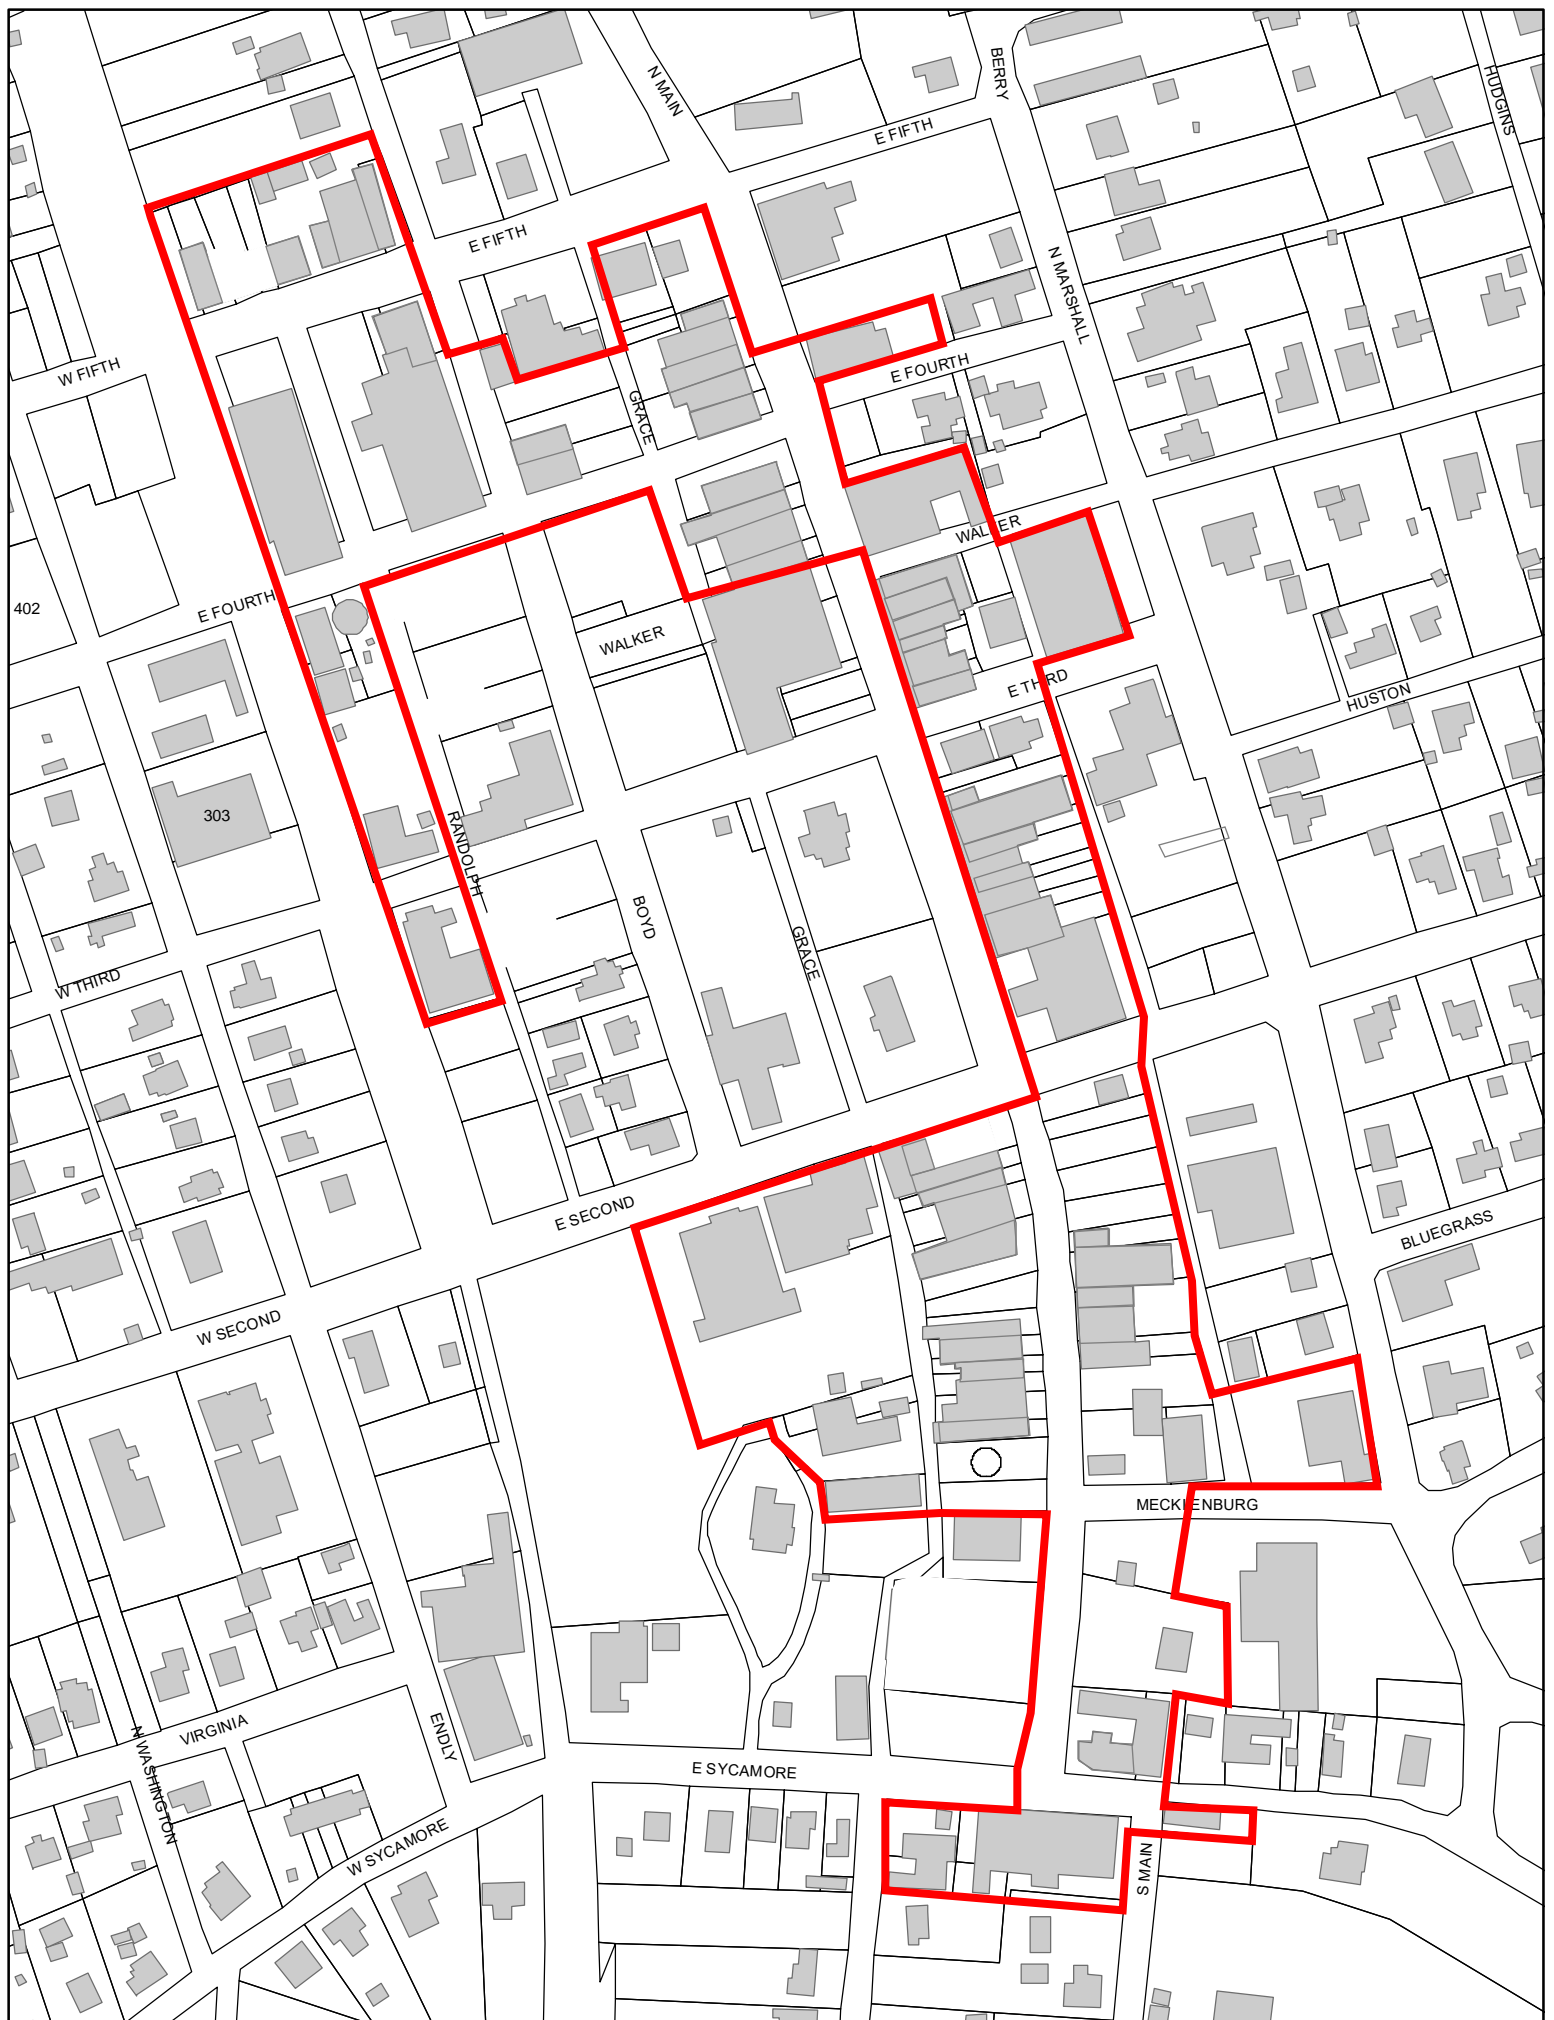 BERRY
HUDGINS
N MAIN
E FIFTH
E FIFTH
N MARSHALL
W FIFTH
E FOURTH
GRACE
WALKER
E FOURTH
402
WALKER
E THIRD
HUSTON
303
RANDOLPH
BOYD
GRACE
W THIRD
E SECOND
BLUEGRASS
W SECOND
MECKLENBURG
VIRGINIA
N WASHINGTON
ENDLY
E SYCAMORE
W SYCAMORE
S MAIN